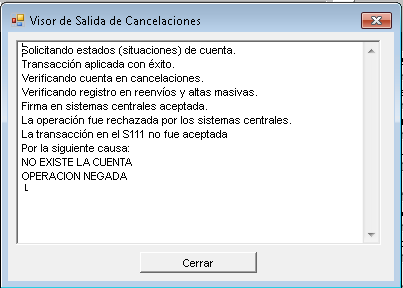 Visor de Salida de Cancelaciones
Solicitando estados (situaciones) de cuenta.
Transacción aplicada con éxito.
Verificando cuenta en cancelaciones.
Verificando registro en reenvíos y altas masivas.
Firma en sistemas centrales aceptada.
La operación fue rechazada por los sistemas centrales.
La transacción en el S111 no fue aceptada
Por la siguiente causa:
NO EXISTE LA CUENTA
OPERACION NEGADA
Cerrar